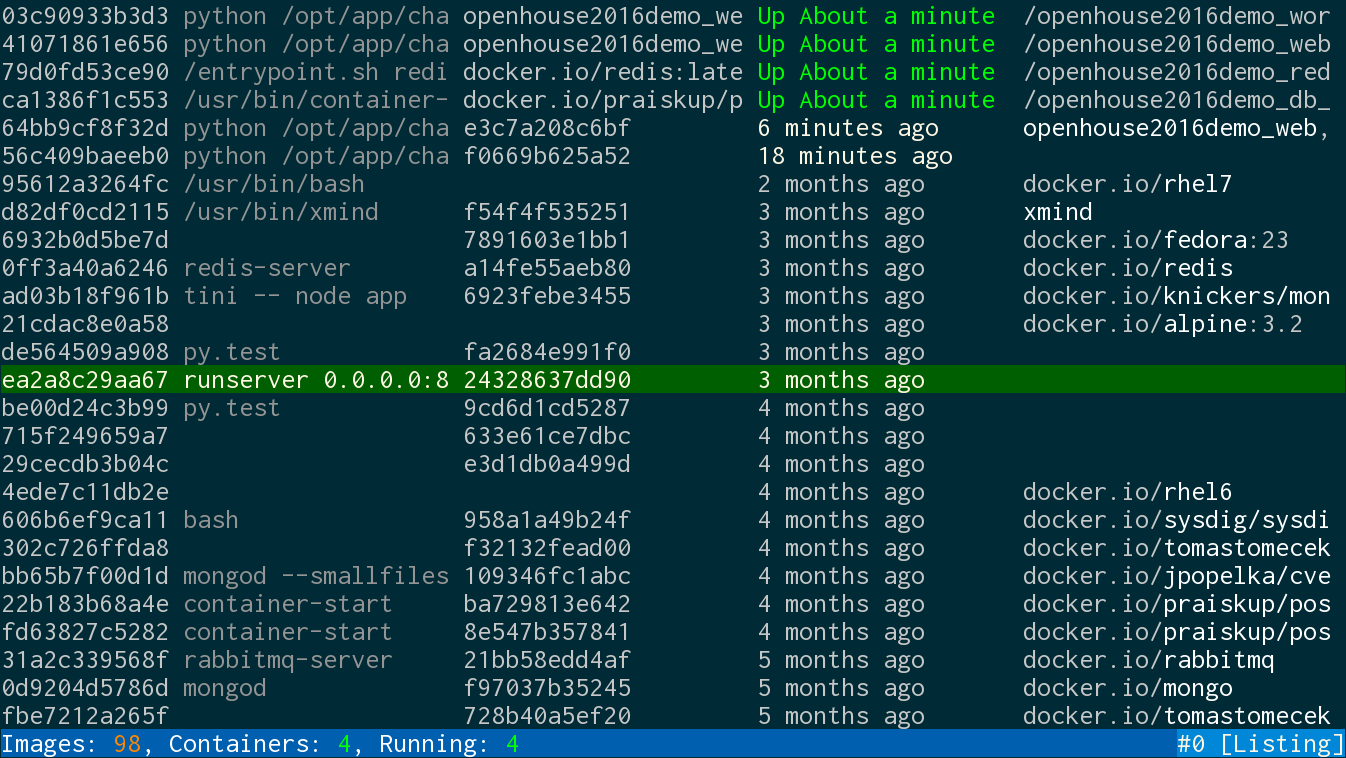 03c90933b3d3 python /opt/app/cha openhouse2016demo_we Up About a minute /openhouse2016demo_wor
41071861e656 python /opt/app/cha openhouse2016demo_we Up About a minute /openhouse2016demo_web
79d0fd53ce90 /entrypoint.sh redi docker.io/redis:late Up About a minute /openhouse2016demo_red
ca1386f1c553 /usr/bin/container- docker.io/praiskup/p Up About a minute /openhouse2016demo_db_
64bb9cf8f32d python /opt/app/cha e3c7a208c6bf 6 minutes ago openhouse2016demo_web,
56c409baeeb0 python /opt/app/cha f0669b625a52 18 minutes ago
95612a3264fc /usr/bin/bash 2 months ago docker.io/rhel7
d82df0cd2115 /usr/bin/xmind f54f4f535251 3 months ago xmind
6932b0d5be7d 7891603e1bb1 3 months ago docker.io/fedora:23
0ff3a40a6246 redis-server a14fe55aeb80 3 months ago docker.io/redis
ad03b18f961b tini -- node app 6923febe3455 3 months ago docker.io/knickers/mon
21cdac8e0a58 3 months ago docker.io/alpine:3.2
de564509a908 py.test fa2684e991f0 3 months ago
ea2a8c29aa67 runserver 0.0.0.0:8 24328637dd90 3 months ago
be00d24c3b99 py.test 9cd6d1cd5287 4 months ago
715f249659a7 633e61ce7dbc 4 months ago
29cecdb3b04c e3d1db0a499d 4 months ago
4ede7c11db2e 4 months ago docker.io/rhel6
606b6ef9ca11 bash 958a1a49b24f 4 months ago docker.io/sysdig/sysdi
302c726ffda8 f32132fead00 4 months ago docker.io/tomastomecek
bb65b7f00d1d mongod --smallfiles 109346fc1abc 4 months ago docker.io/jpopelka/cve
22b183b68a4e container-start ba729813e642 4 months ago docker.io/praiskup/pos
fd63827c5282 container-start 8e547b357841 4 months ago docker.io/praiskup/pos
31a2c339568f rabbitmq-server 21bb58edd4af 5 months ago docker.io/rabbitmq
0d9204d5786d mongod f97037b35245 5 months ago docker.io/mongo
fbe7212a265f 728b40a5ef20 5 months ago docker.io/tomastomecek
Images: 98, Containers: 4, Running: 4 #0 [Listing]